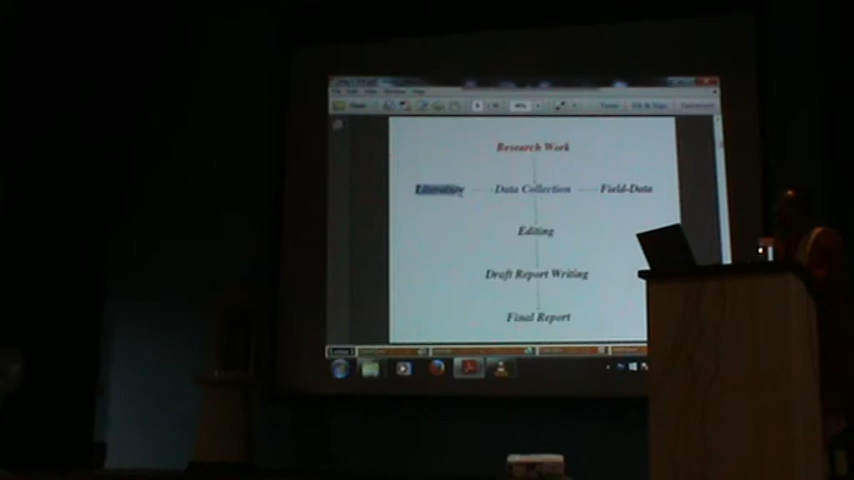 Research Work
Literature Data Collection Field-Data
Editing
Draft Report Writing
Final Report